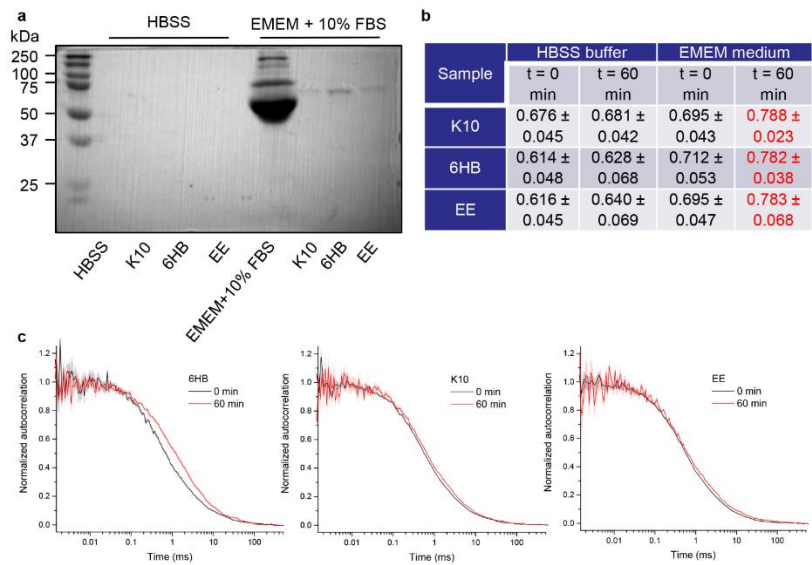 a
HBSS
EMEM + 10% FBS
kDa
250
100
75
50
37
25
HBSS
K10
6HB
EE
EMEM+10% FBS
K10
6HB
EE
b
Sample
HBSS buffer
EMEM medium
t = 0 min
t = 60 min
t = 0 min
t = 60 min
K10
0.676 ± 0.045
0.681 ± 0.042
0.695 ± 0.043
0.788 ± 0.023
6HB
0.614 ± 0.048
0.628 ± 0.068
0.712 ± 0.053
0.782 ± 0.038
EE
0.616 ± 0.045
0.640 ± 0.069
0.695 ± 0.047
0.783 ± 0.068
c
Normalized autocorrelation
1.2
1.0
0.8
0.6
0.4
0.2
0.0
6HB
0 min
60 min
0.01
0.1
1
10
100
Time (ms)
Normalized autocorrelation
1.2
1.0
0.8
0.6
0.4
0.2
0.0
K10
0 min
60 min
0.01
0.1
1
10
100
Time (ms)
Normalized autocorrelation
1.2
1.0
0.8
0.6
0.4
0.2
0.0
EE
0 min
60 min
0.01
0.1
1
10
100
Time (ms)